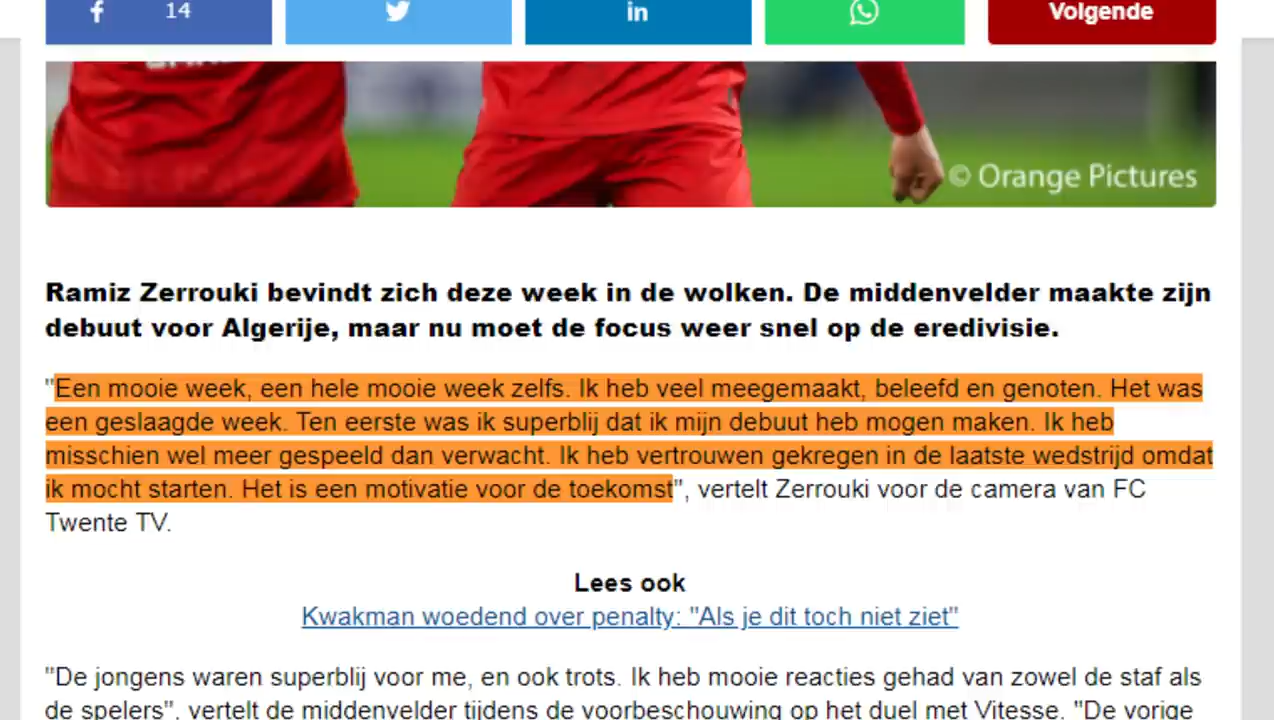 14
in
Volgende
© Orange Pictures
Ramiz Zerrouki bevindt zich deze week in de wolken. De middenvelder maakte zijn
debuut voor Algerije, maar nu moet de focus weer snel op de eredivisie.
"Een mooie week, een hele mooie week zelfs. Ik heb veel meegemaakt, beleefd en genoten. Het was
een geslaagde week. Ten eerste was ik superblij dat ik mijn debuut heb mogen maken. Ik heb
misschien wel meer gespeeld dan verwacht. Ik heb vertrouwen gekregen in de laatste wedstrijd omdat
ik mocht starten. Het is een motivatie voor de toekomst", vertelt Zerrouki voor de camera van FC
Twente TV.
Lees ook
Kwakman woedend over penalty: "Als je dit toch niet ziet"
"De jongens waren superblij voor me, en ook trots. Ik heb mooie reacties gehad van zowel de staf als
de spelers", vertelt de middenvelder tijdens de voorbeschouwing op het duel met Vitesse. "De vorige